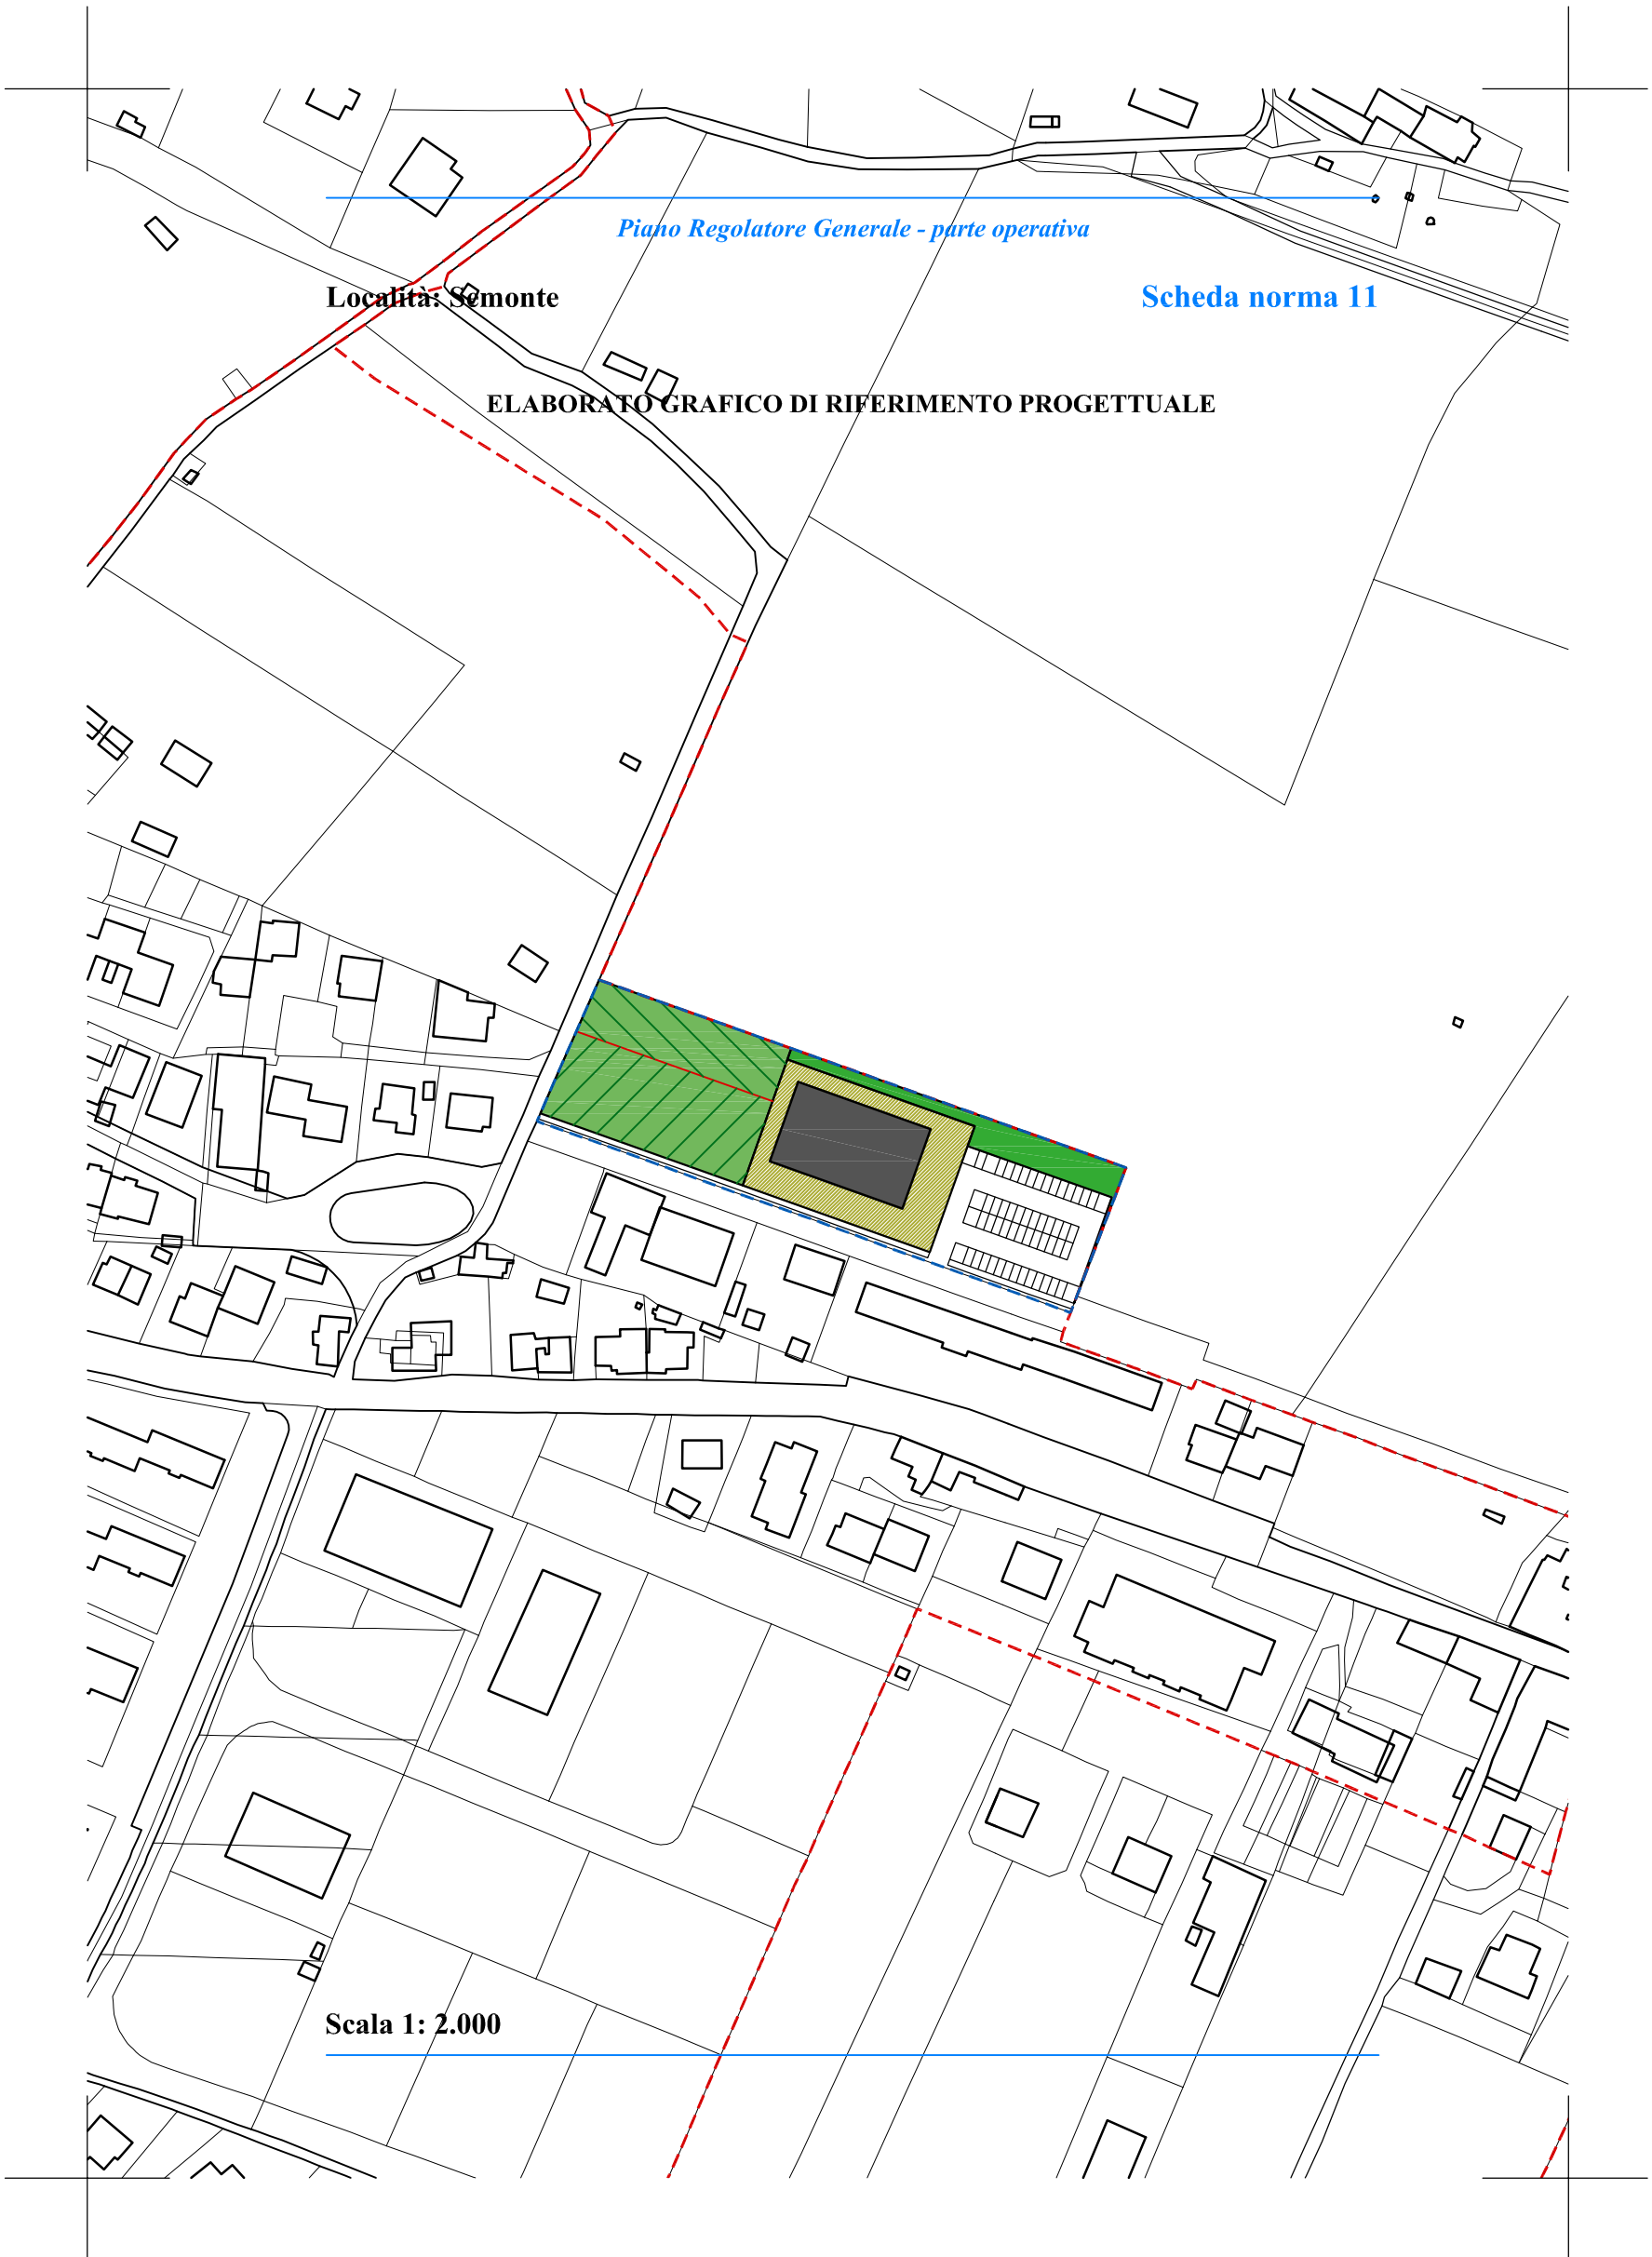 Piano Regolatore Generale - parte operativa
Località: Semonte
Scheda norma 11
ELABORATO GRAFICO DI RIFERIMENTO PROGETTUALE
Scala 1: 2.000